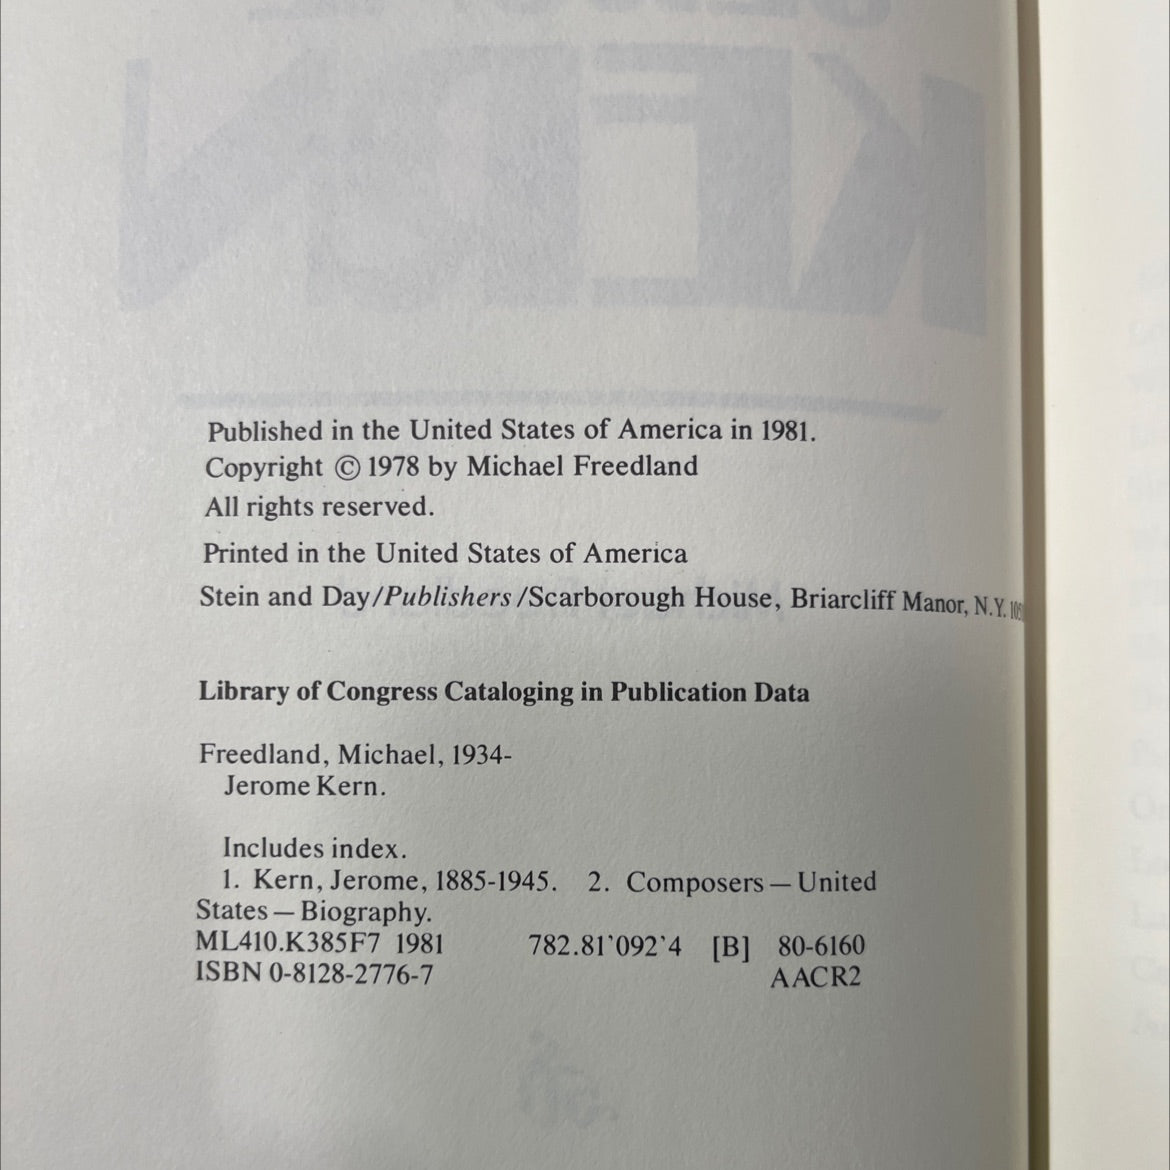 Published in the United States of America in 1981.
Copyright © 1978 by Michael Freedland
All rights reserved.
Printed in the United States of America
Stein and Day/Publishers/Scarborough House, Briarcliff Manor, N.Y.
Library of Congress Cataloging in Publication Data
Freedland, Michael, 1934-
Jerome Kern.
Includes index.
1. Kern, Jerome, 1885-1945. 2. Composers — United
States — Biography.
ML410.K385F7 1981 782.81'092'4 [B] 80-6160
ISBN 0-8128-2776-7 AACR2